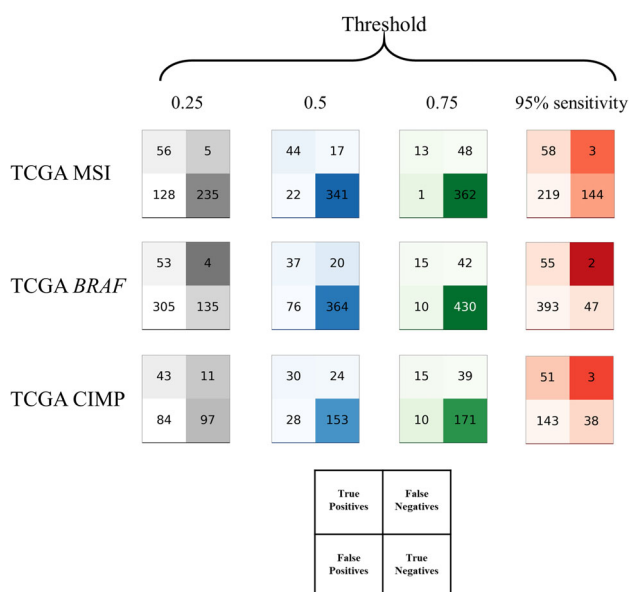 Threshold
0.25 0.5 0.75 95% sensitivity
TCGA MSI
56 5 44 17 13 48 58 3
128 235 22 341 1 362 219 144
TCGA BRAF
53 4 37 20 15 42 55 2
305 135 76 364 10 430 393 47
TCGA CIMP
43 11 30 24 15 39 51 3
84 97 28 153 10 171 143 38
True Positives
False Negatives
False Positives
True Negatives